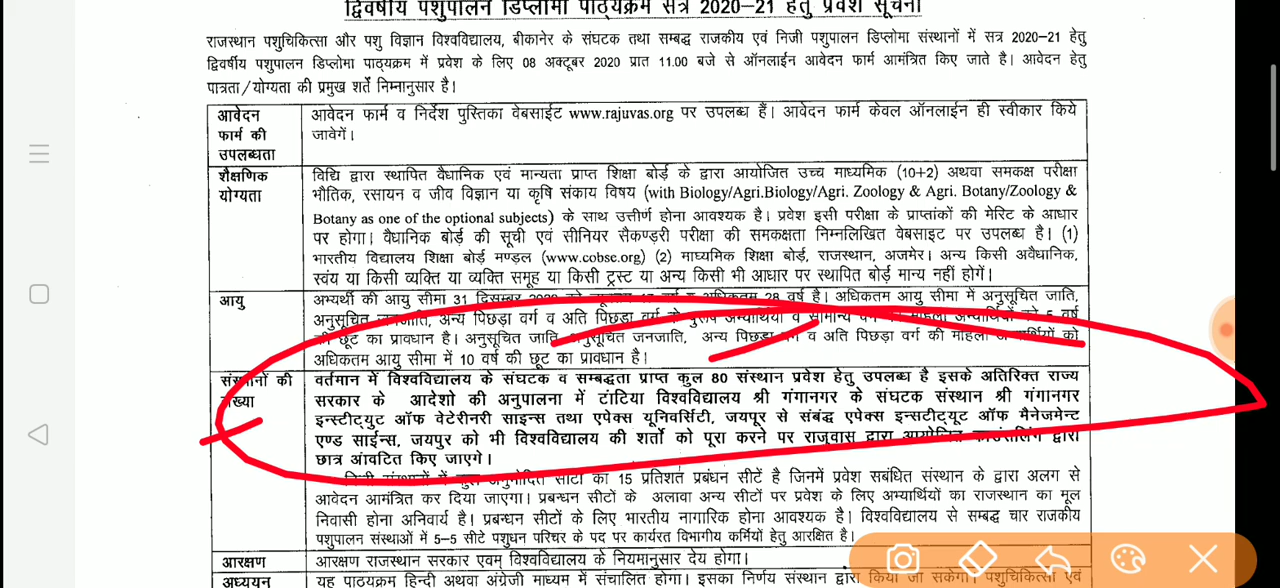 द्विवर्षीय पशुपालन डिप्लोमा पाठ्यक्रम सत्र 2020–21 हेतु प्रवेश सूचना
राजस्थान पशुचिकित्सा और पशु विज्ञान विश्वविद्यालय, बीकानेर के संघटक तथा सम्बद्ध राजकीय एवं निजी पशुपालन डिप्लोमा संस्थानों में सत्र 2020–21 हेतु
द्विवर्षीय पशुपालन डिप्लोमा पाठ्यक्रम में प्रवेश के लिए 08 अक्टूबर 2020 प्रात 11.00 बजे से ऑनलाईन आवेदन फार्म आमंत्रित किए जाते है। आवेदन हेतु
पात्रता/योग्यता की प्रमुख शर्ते निम्नानुसार है।
आवेदन फार्म की उपलब्धता
आवेदन फार्म व निर्देश पुस्तिका वेबसाईट www.rajuvas.org पर उपलब्ध हैं। आवेदन फार्म केवल ऑनलाईन ही स्वीकार किये
जावेगें।
शैक्षणिक योग्यता
विधि द्वारा स्थापित वैधानिक एवं मान्यता प्राप्त शिक्षा बोर्ड के द्वारा आयोजित उच्च माध्यमिक (10+2) अथवा समकक्ष परीक्षा
भौतिक, रसायन व जीव विज्ञान या कृषि संकाय विषय (with Biology/Agri.Biology/Agri. Zoology & Agri. Botany/Zoology &
Botany as one of the optional subjects) के साथ उत्तीर्ण होना आवश्यक है। प्रवेश इसी परीक्षा के प्राप्तांकों की मेरिट के आधार
पर होगा। वैधानिक बोर्ड की सूची एवं सीनियर सैकण्डरी परीक्षा की समकक्षता निम्नलिखित वेबसाइट पर उपलब्ध है। (1)
भारतीय विद्यालय शिक्षा बोर्ड मण्डल (www.cobse.org) (2) माध्यमिक शिक्षा बोर्ड, राजस्थान, अजमेर। अन्य किसी अवैधानिक,
स्वंय या किसी व्यक्ति या व्यक्ति समूह या किसी ट्रस्ट या अन्य किसी भी आधार पर स्थापित बोर्ड मान्य नहीं होगें।
आयु
अभ्यर्थी की आयु सीमा 31 दिसम्बर 2020 को वर्ष व अधिकतम 28 वर्ष है। अधिकतम आयु सीमा में अनुसूचित जाति,
अनुसूचित जनजाति, अन्य पिछड़ा वर्ग व अति पिछड़ा वर्ग के पुरुष अभ्यार्थियों व सामान्य महिला अभ्यार्थियों को 5 वर्ष
की छूट का प्रावधान है। अनुसूचित जाति, अनुसूचित जनजाति, अन्य पिछड़ा वर्ग व अति पिछड़ा वर्ग की महिला को
अधिकतम आयु सीमा में 10 वर्ष की छूट का प्रावधान है।
संस्थानों की संख्या
वर्तमान में विश्वविद्यालय के संघटक व सम्बद्धता प्राप्त कुल 80 संस्थान प्रवेश हेतु उपलब्ध है इसके अतिरिक्त राज्य
सरकार के आदेशो की अनुपालना में टांटिया विश्वविद्यालय श्री गंगानगर के संघटक संस्थान श्री गंगानगर
इन्स्टीट्युट ऑफ वेटेरीनरी साइन्स तथा एपेक्स यूनिवर्सिटी, जयपुर से संबंद्ध एपेक्स इन्सटीट्युट ऑफ मैनेजमेन्ट
एण्ड साईन्स, जयपुर को भी विश्वविद्यालय की शर्तो को पूरा करने पर राजुवास द्वारा आयोजित काउंसलिंग द्वारा
छात्र आंवटित किए जाएगे।
निजी संस्थानों में कुल अनुमोदित सीटों का 15 प्रतिशत प्रबंधन सीटें है जिनमें प्रवेश सबंधित संस्थान के द्वारा अलग से
आवेदन आमंत्रित कर दिया जाएगा। प्रबन्धन सीटों के अलावा अन्य सीटों पर प्रवेश के लिए अभ्यार्थियों का राजस्थान का मूल
निवासी होना अनिवार्य है। प्रबन्धन सीटों के लिए भारतीय नागारिक होना आवश्यक है। विश्वविद्यालय से सम्बद्ध चार राजकीय
पशुपालन संस्थाओं में 5–5 सीटे पशुधन परिचर के पद पर कार्यरत विभागीय कर्मियों हेतु आरक्षित है।
आरक्षण
आरक्षण राजस्थान सरकार एवम् विश्वविद्यालय के नियमानुसार देय होगा।
अध्ययन
यह पाठ्यक्रम हिन्दी अथवा अंग्रेजी माध्यम में संचालित होगा। इसका निर्णय संस्थान द्वारा किया जा सकेगा। पशुचिकित्सा एवं